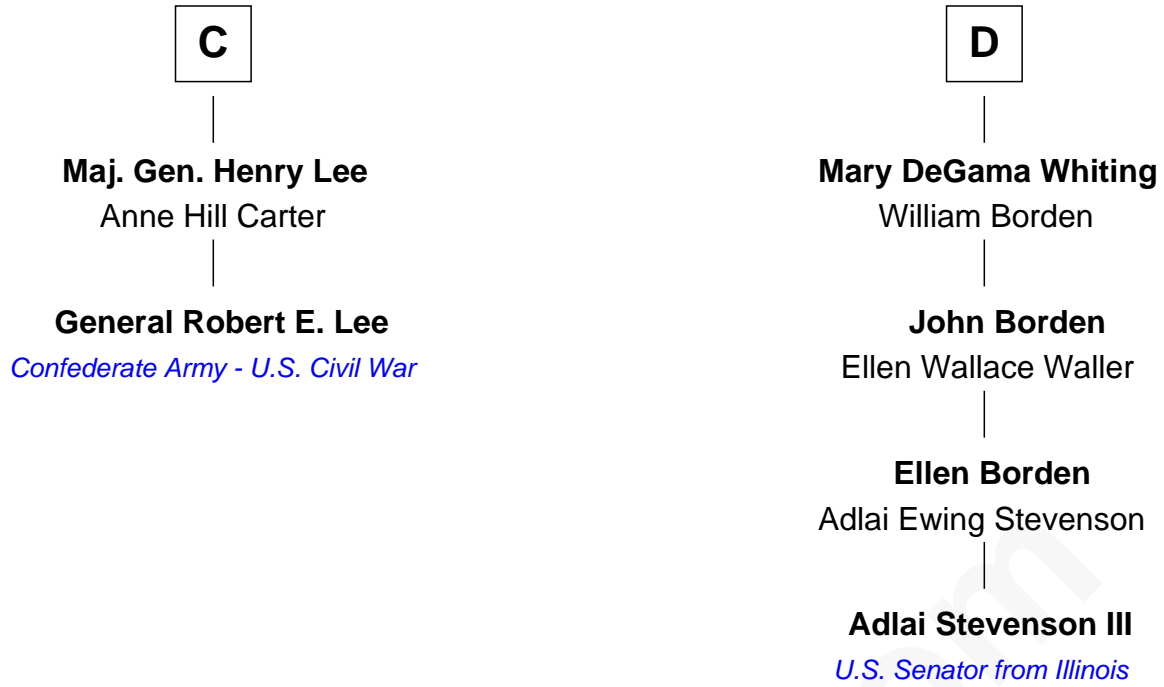 C
Maj. Gen. Henry Lee
Anne Hill Carter
General Robert E. Lee
Confederate Army - U.S. Civil War
D
Mary DeGama Whiting
William Borden
John Borden
Ellen Wallace Waller
Ellen Borden
Adlai Ewing Stevenson
Adlai Stevenson III
U.S. Senator from Illinois